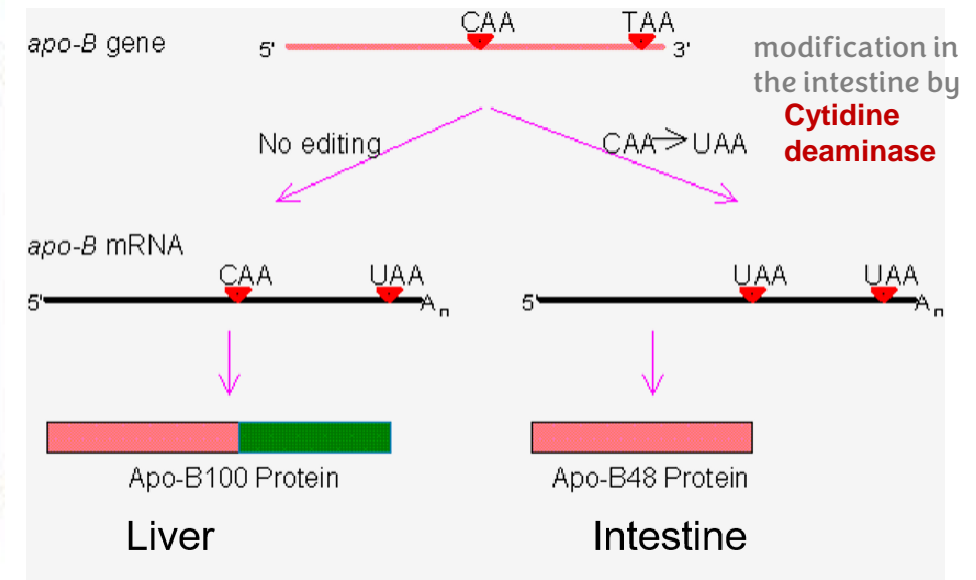 CAA TAA
apo-B gene 5' 3'
modification in
the intestine by
Cytidine
deaminase
No editing CAA→UAA
apo-B mRNA
CAA UAA UAA UAA
5' An 5' An
Apo-B100 Protein Apo-B48 Protein
Liver Intestine